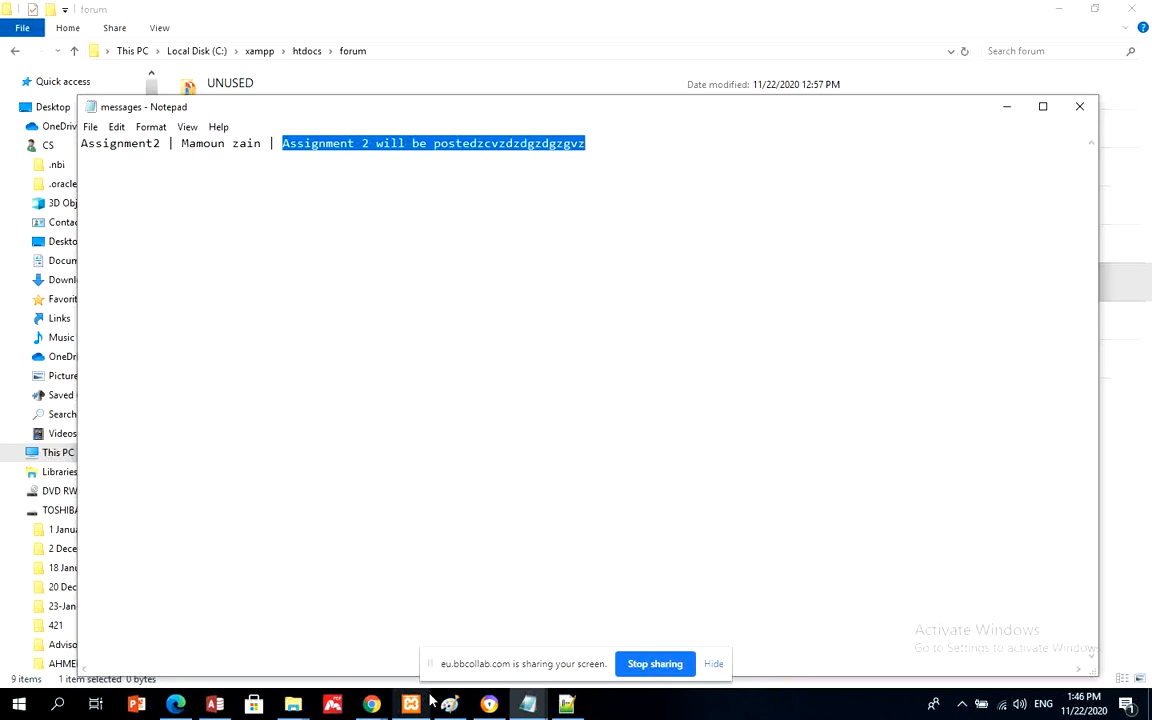 forum
File Home Share View
This PC > Local Disk (C:) > xampp > htdocs > forum
Search forum
Quick access
UNUSED
Date modified: 11/22/2020 12:57 PM
Desktop
messages - Notepad
OneDriv
File Edit Format View Help
CS
Assignment2 | Mamoun zain | Assignment 2 will be postedzcvzdzdgzdgzgvz
.nbi
.oracle
3D Obj
Contac
Deskto
Docum
Downl
Favorit
Links
Music
OneDri
Picture
Saved
Search
Videos
This PC
Libraries
DVD RW
TOSHIBA
1 Janua
2 Dece
18 Janu
20 Dec
23-Jan
421
Adviso
AHME
Activate Windows
Go to Settings to activate Windows
eu.bbcollab.com is sharing your screen.
Stop sharing
Hide
9 items 1 item selected 0 bytes
ENG
1:46 PM
11/22/2020